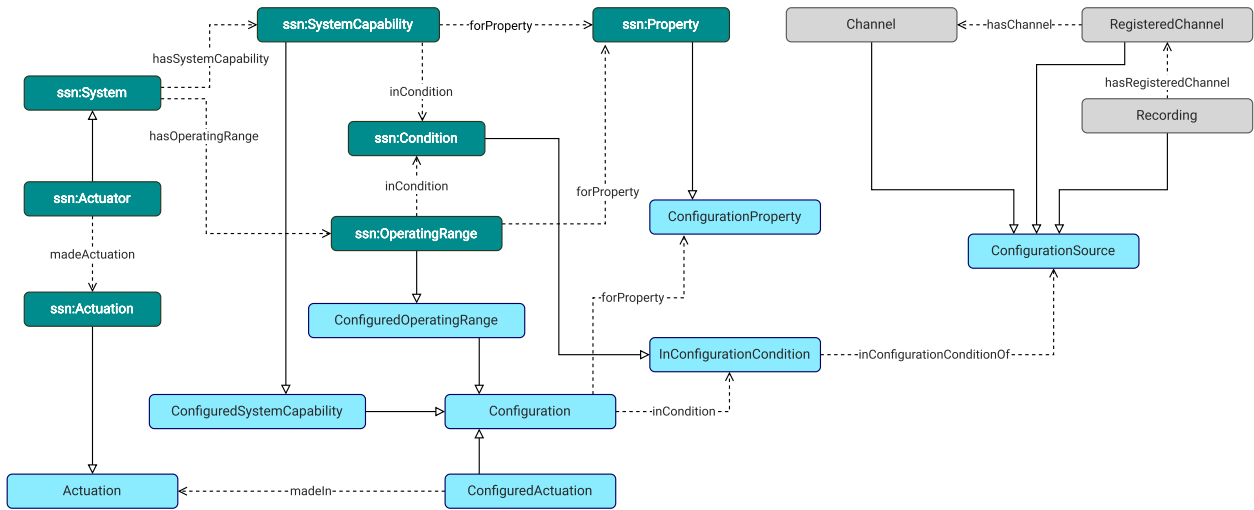 ssn:SystemCapability
forProperty
ssn:Property
Channel
hasChannel
RegisteredChannel
hasSystemCapability
hasRegisteredChannel
ssn:System
inCondition
Recording
hasOperatingRange
ssn:Condition
inCondition
forProperty
ssn:Actuator
ConfigurationProperty
ssn:OperatingRange
madeActuation
ConfigurationSource
ssn:Actuation
forProperty
ConfiguredOperatingRange
InConfigurationCondition
inConfigurationConditionOf
ConfiguredSystemCapability
Configuration
inCondition
Actuation
madeIn
ConfiguredActuation